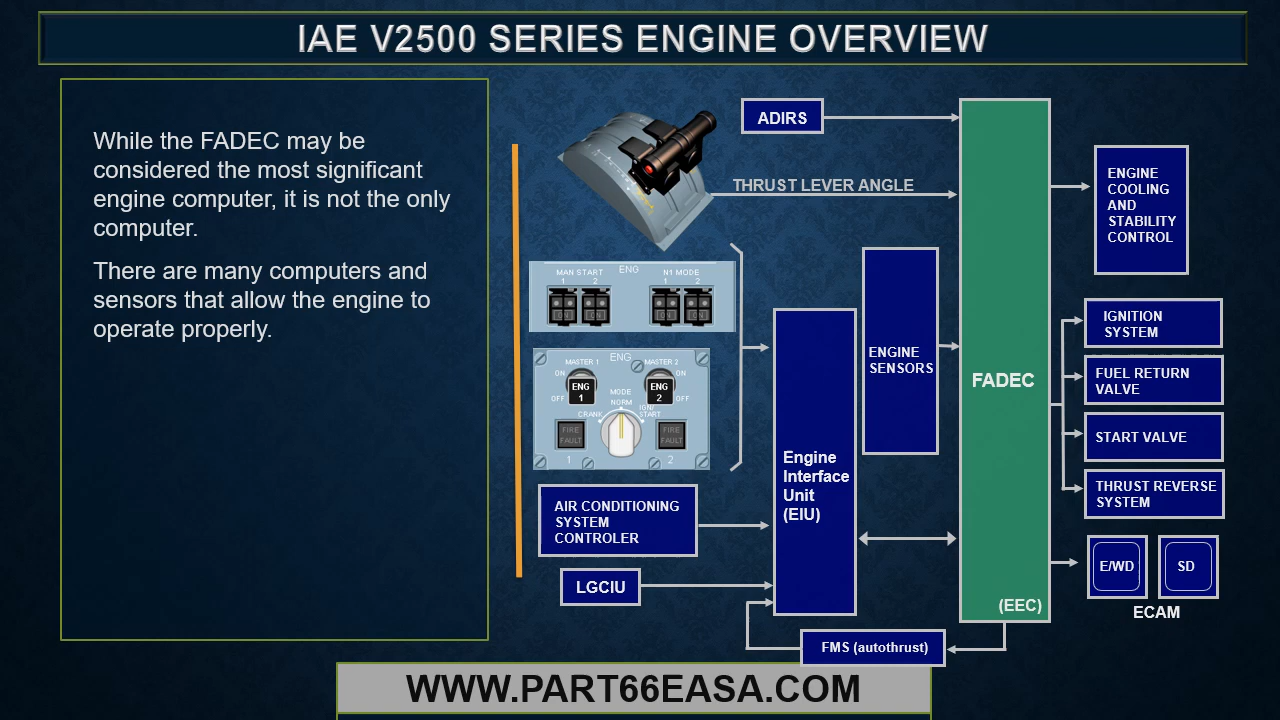 IAE V2500 SERIES ENGINE OVERVIEW
While the FADEC may be
considered the most significant
engine computer, it is not the only
computer.
There are many computers and
sensors that allow the engine to
operate properly.
ADIRS
THRUST LEVER ANGLE
MAN START
ENG
N1 MODE
1 2 1 2
ON ON ON ON
MASTER 1
ENG
MASTER 2
ON
ON
ENG
1
ENG
2
OFF
OFF
MODE
NORM
CRANK
IGN/
START
FIRE
FAULT
FIRE
FAULT
1
2
AIR CONDITIONING
SYSTEM
CONTROLER
LGCIU
Engine
Interface
Unit
(EIU)
ENGINE
SENSORS
FADEC
(EEC)
FMS (autothrust)
ENGINE
COOLING
AND
STABILITY
CONTROL
IGNITION
SYSTEM
FUEL RETURN
VALVE
START VALVE
THRUST REVERSE
SYSTEM
E/WD
SD
ECAM
WWW.PART66EASA.COM